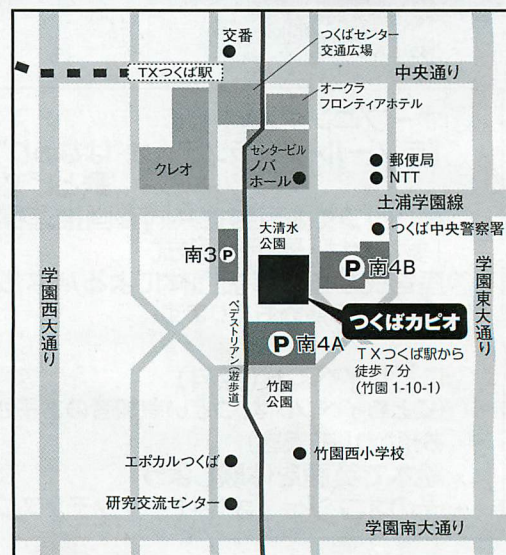 交番
つくばセンター
交通広場
TXつくば駅
中央通り
オークラ
フロンティアホテル
クレオ
センタービル
ノバ
ホール
郵便局
NTT
土浦学園線
大清水
公園
つくば中央警察署
南3 P
P 南4B
学園西大通り
学園東大通り
ペデストリアン(遊歩道)
つくばカピオ
TXつくば駅から
徒歩7分
(竹園1-10-1)
P 南4A
竹園
公園
エポカルつくば
竹園西小学校
研究交流センター
学園南大通り